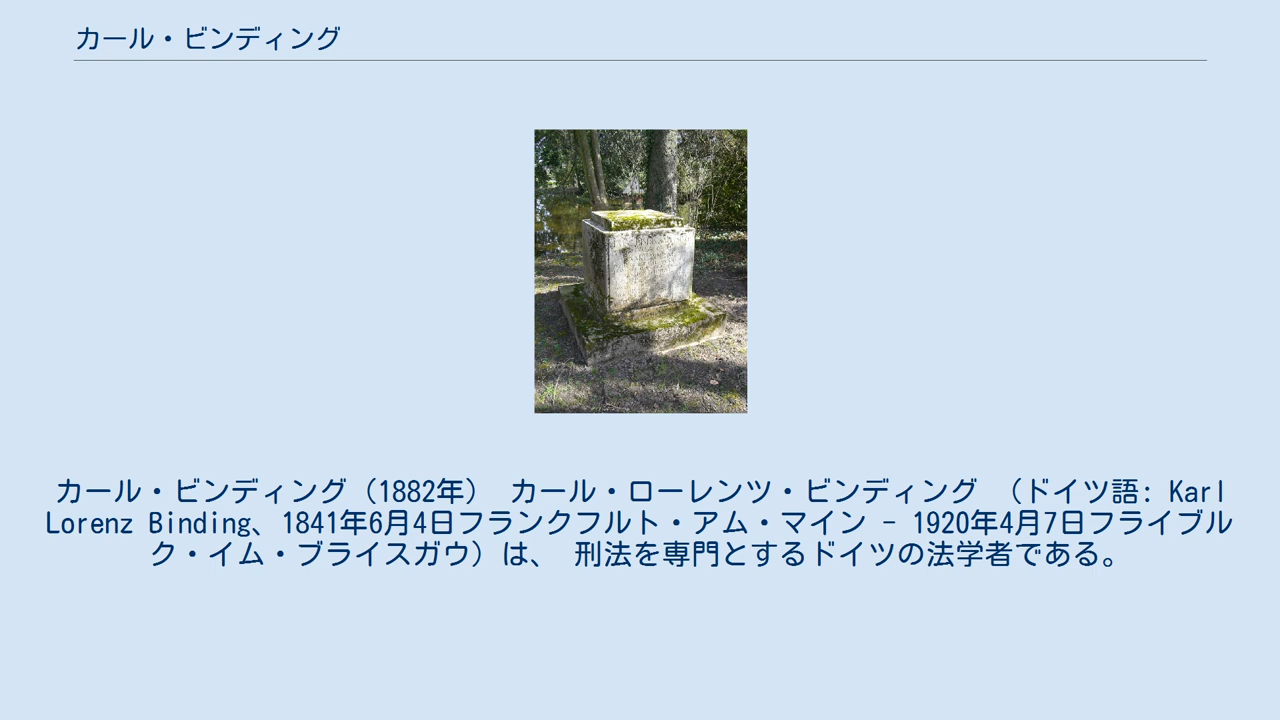 カール・ビンディング
カール・ビンディング（1882年） カール・ローレンツ・ビンディング （ドイツ語: Karl
Lorenz Binding、1841年6月4日フランクフルト・アム・マイン - 1920年4月7日フライブル
ク・イム・ブライスガウ）は、 刑法を専門とするドイツの法学者である。